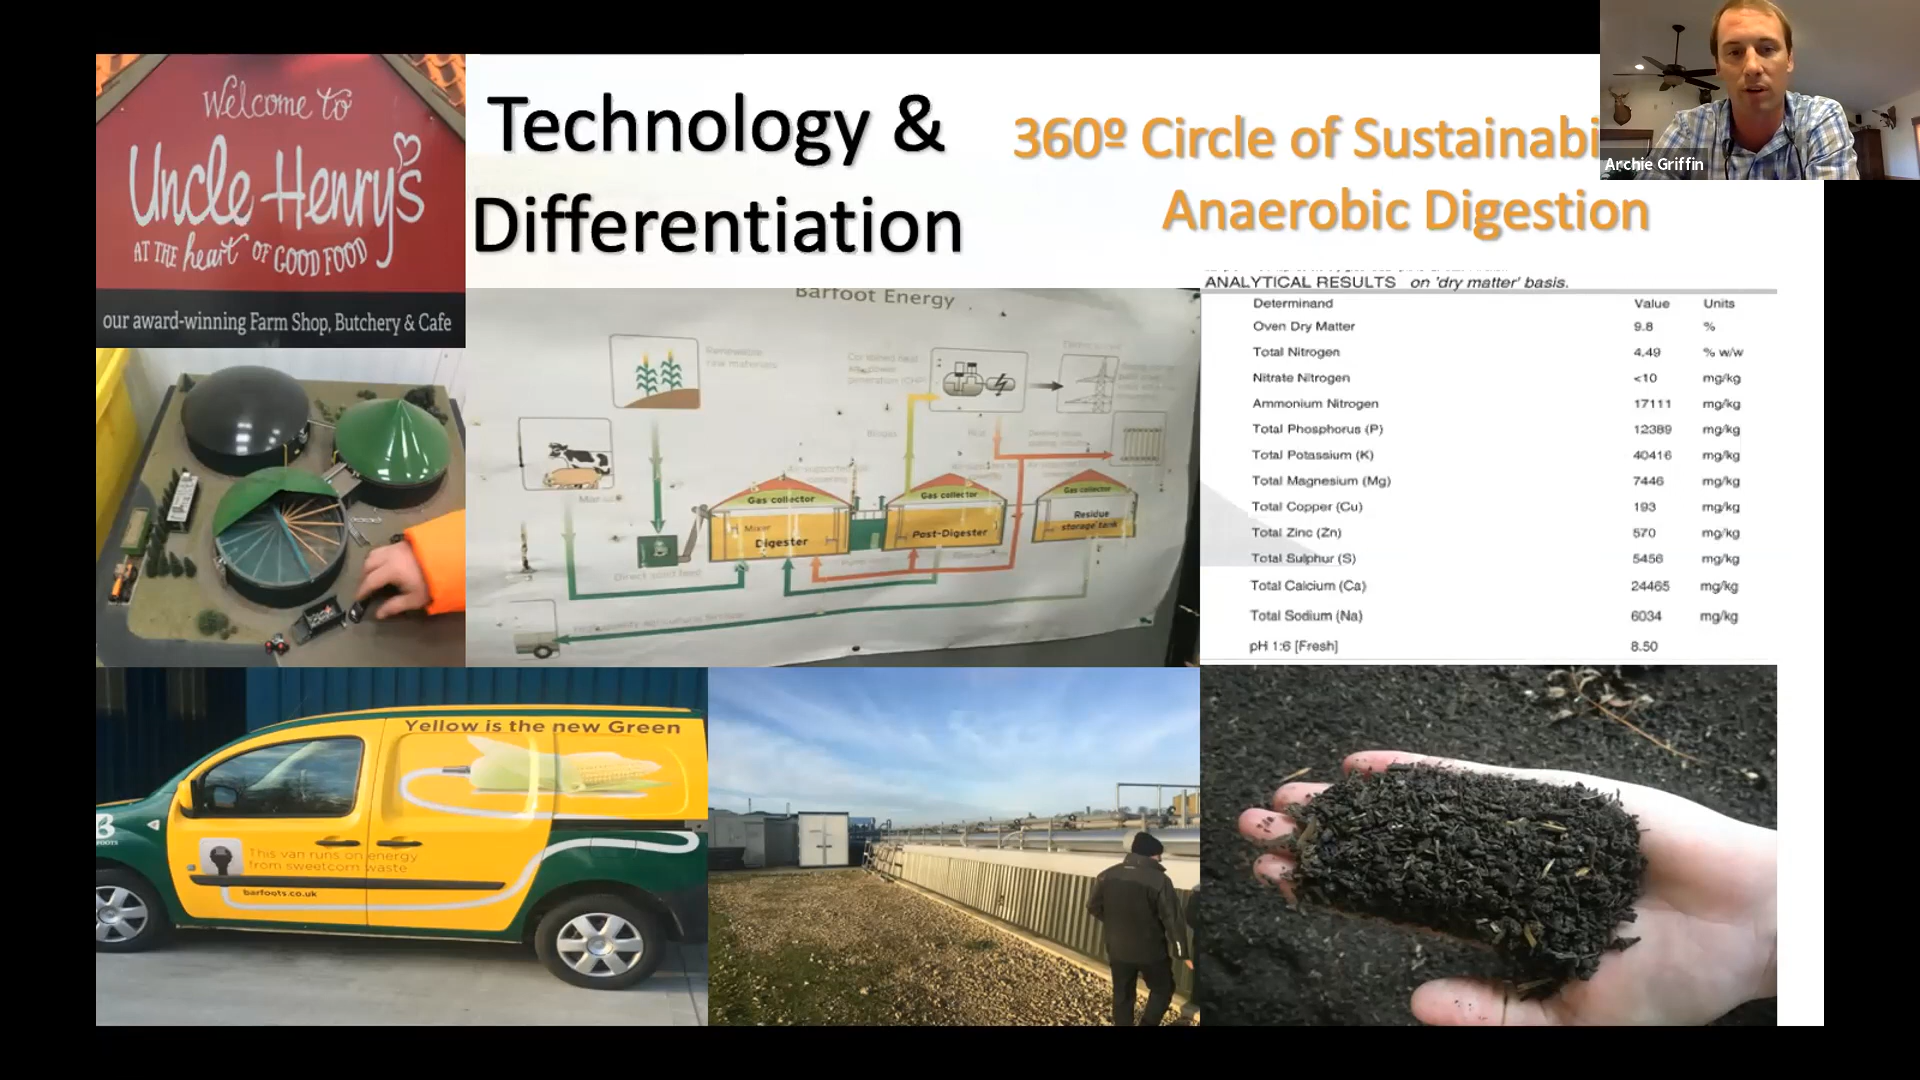 Welcome to
Uncle Henry's
AT THE heart OF GOOD FOOD
our award-winning Farm Shop, Butchery & Cafe
Technology &
Differentiation
360º Circle of
Anaerobic Digestion
Archie Griffin
Barfoot Energy
Renewable
raw materials
Biogas
Gas collector
Mixer
Digester
Gas collector
Post-Digester
Gas collector
Residue
storage tank
Direct feed
ANALYTICAL RESULTS on 'dry matter' basis.
Determinand Value Units
Oven Dry Matter 9.8 %
Total Nitrogen 4.49 % w/w
Nitrate Nitrogen <10 mg/kg
Ammonium Nitrogen 17111 mg/kg
Total Phosphorus (P) 12389 mg/kg
Total Potassium (K) 40416 mg/kg
Total Magnesium (Mg) 7446 mg/kg
Total Copper (Cu) 193 mg/kg
Total Zinc (Zn) 570 mg/kg
Total Sulphur (S) 5456 mg/kg
Total Calcium (Ca) 24465 mg/kg
Total Sodium (Na) 6034 mg/kg
pH 1:6 [Fresh] 8.50
Yellow is the new Green
This van runs on energy
from sweetcorn waste
barfoots.co.uk